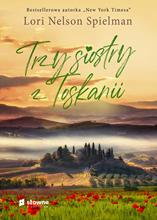 Bestsellerowa autorka „New York Timesa”
Lori Nelson Spielman
Trzy siostry
z Toskanii
słowne